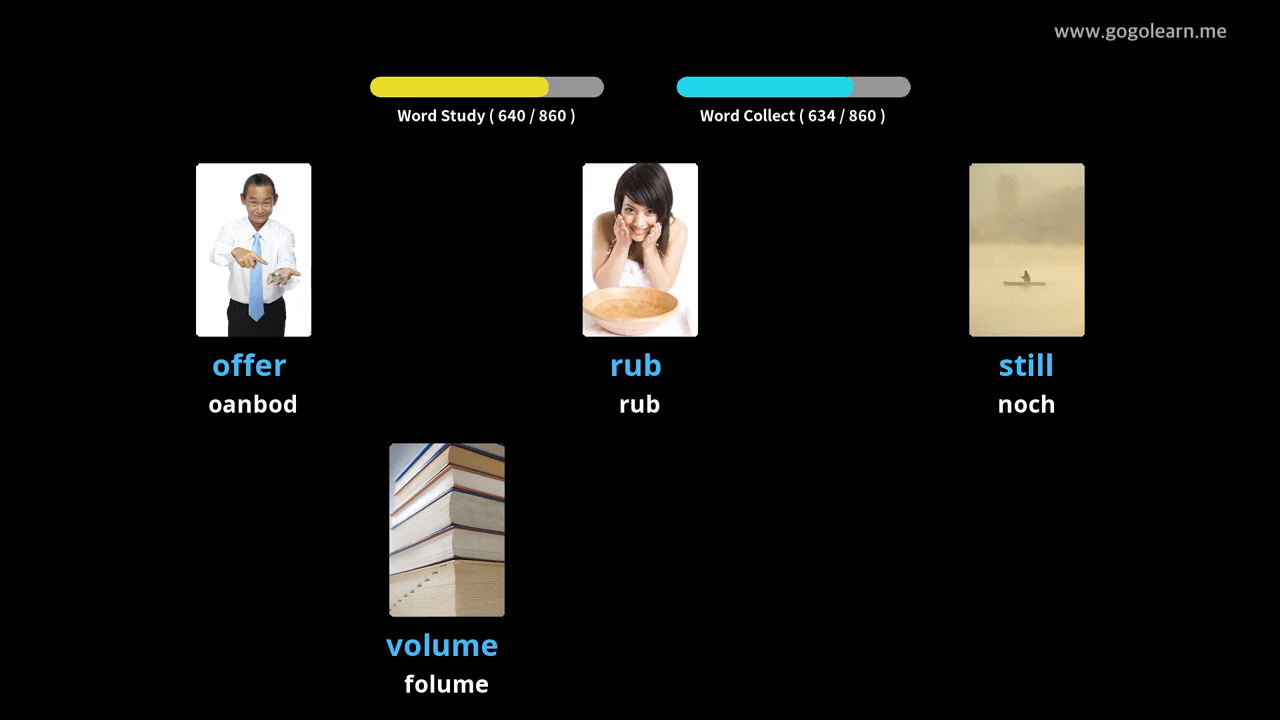 www.gogolearn.me
Word Study ( 640 / 860 )
Word Collect ( 634 / 860 )
offer
oanbod
rub
rub
still
noch
volume
folume